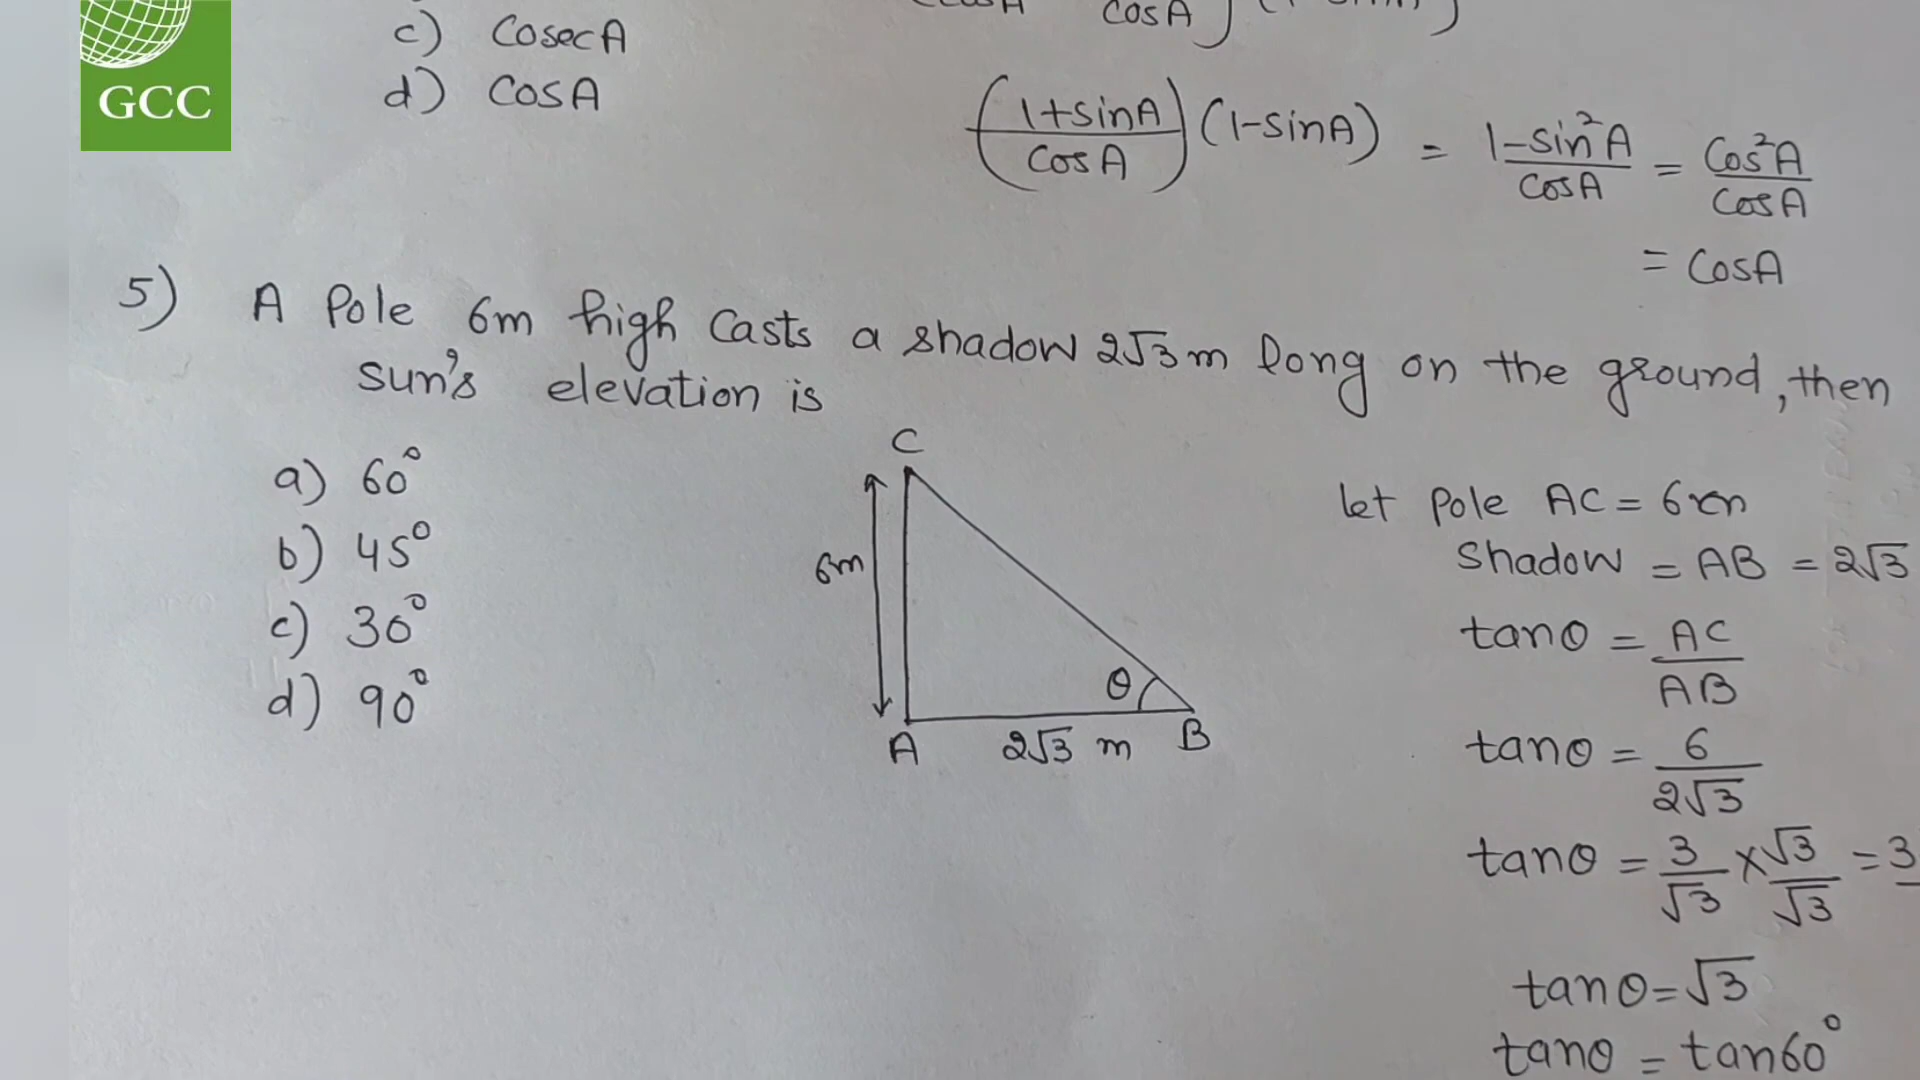 GCC
c) CosecA
d) CosA
CosA
(1+sinA/CosA) (1-sinA) = 1-sin²A/CosA = Cos²A/CosA
= CosA
5) A Pole 6m high Casts a shadow 2√3 m long on the ground, then
sun's elevation is
a) 60°
b) 45°
c) 30°
d) 90°
C
6m
θ
A 2√3 m B
let pole AC = 6m
Shadow = AB = 2√3
tanθ = AC/AB
tanθ = 6/2√3
tanθ = 3/√3 × √3/√3 = 3
tanθ = √3
tanθ = tan60°